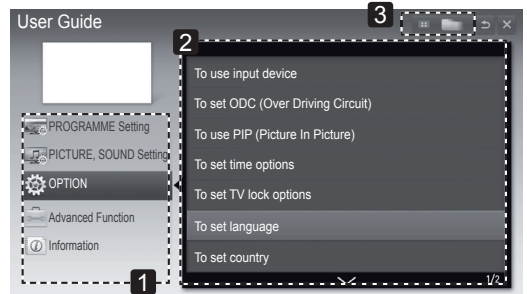 User Guide
3
2
To use input device
To set ODC (Over Driving Circuit)
To use PIP (Picture In Picture)
To set time options
To set TV lock options
To set language
To set country
1/2
PROGRAMME Setting
PICTURE, SOUND Setting
OPTION
Advanced Function
Information
1